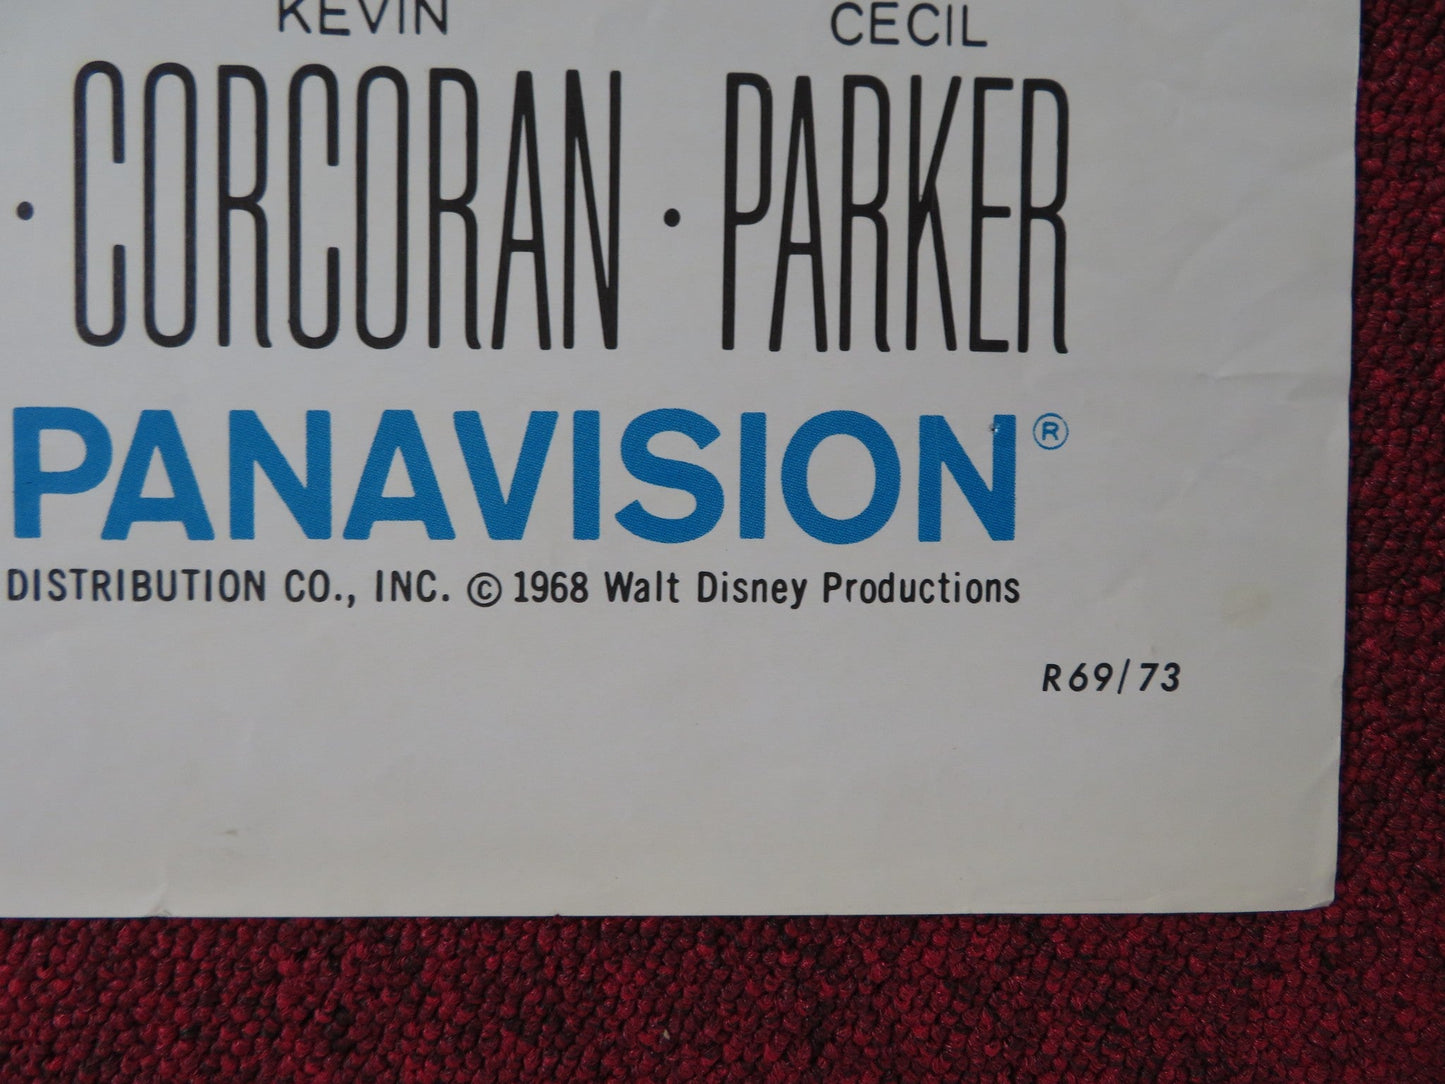 KEVIN CECIL
· CORCORAN · PARKER
PANAVISION®
DISTRIBUTION CO., INC. © 1968 Walt Disney Productions
R69/73